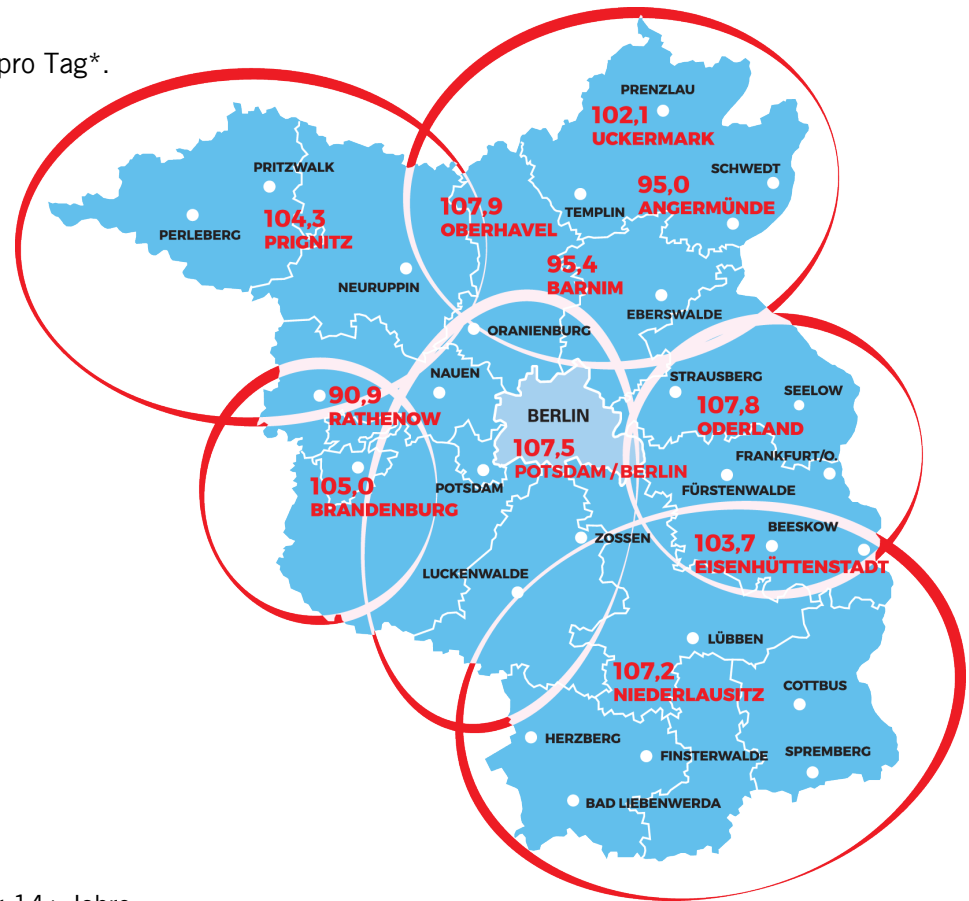 pro Tag*.
PRENZLAU
102,1
UCKERMARK
SCHWEDT
PRITZWALK
95,0
ANGERMÜNDE
TEMPLIN
107,9
OBERHAVEL
104,3
PRIGNITZ
PERLEBERG
95,4
BARNIM
NEURUPPIN
EBERSWALDE
ORANIENBURG
NAUEN
STRAUSBERG
SEELOW
90,9
RATHENOW
107,8
ODERLAND
BERLIN
107,5
POTSDAM / BERLIN
FRANKFURT/O.
105,0
BRANDENBURG
POTSDAM
FÜRSTENWALDE
BEESKOW
ZOSSEN
103,7
EISENHÜTTENSTADT
LUCKENWALDE
LÜBBEN
107,2
NIEDERLAUSITZ
COTTBUS
HERZBERG
FINSTERWALDE
SPREMBERG
BAD LIEBENWERDA